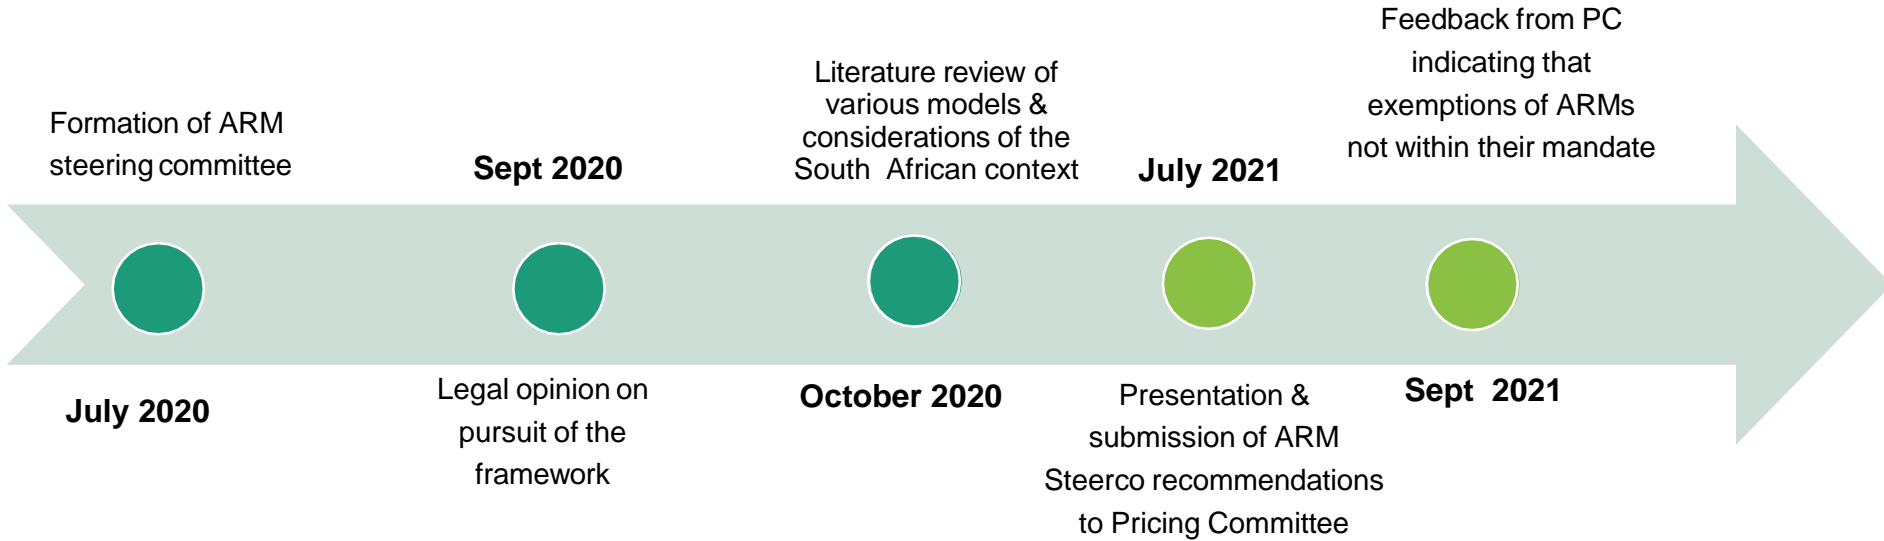 Formation of ARM
steering committee
July 2020
Sept 2020
Legal opinion on
pursuit of the
framework
Literature review of
various models &
considerations of the
South African context
October 2020
July 2021
Presentation &
submission of ARM
Steerco recommendations
to Pricing Committee
Feedback from PC
indicating that
exemptions of ARMs
not within their mandate
Sept 2021